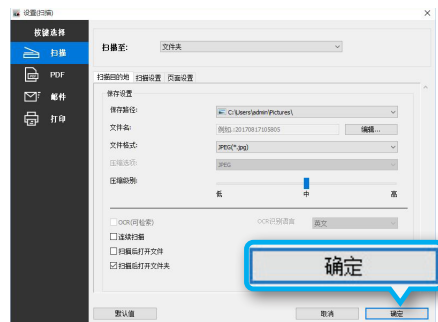 设置(扫描)
按键选择
扫描
PDF
邮件
打印
扫描至: 文件夹
扫描目的地 扫描设置 页面设置
保存设置
保存路径: C:\Users\admin\Pictures\
文件名: 例如.:20170817105805 编辑...
文件格式: JPEG(*.jpg)
压缩选项: JPEG
压缩级别:
低 中 高
OCR(可检索) OCR识别语言 英文
连续扫描
扫描后打开文件
扫描后打开文件夹
确定
默认值 取消 确定